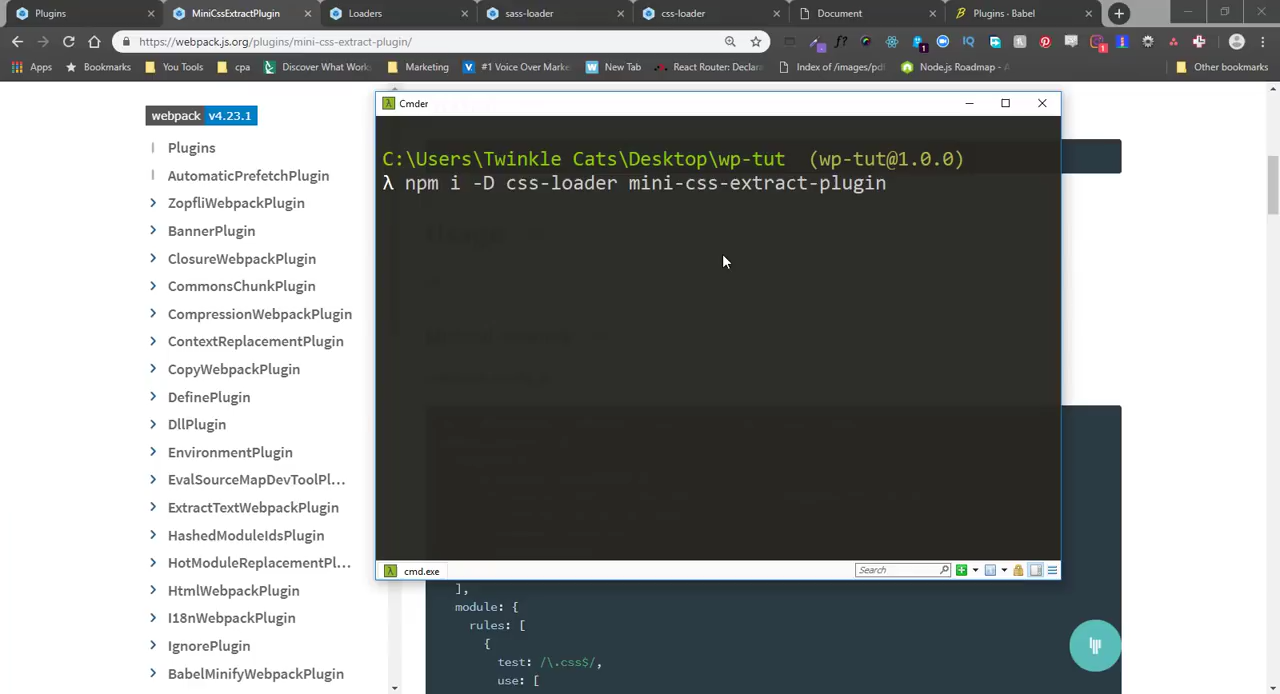 Plugins
MiniCssExtractPlugin
Loaders
sass-loader
css-loader
Document
Plugins · Babel
https://webpack.js.org/plugins/mini-css-extract-plugin/
Apps
Bookmarks
You Tools
cpa
Discover What Work
Marketing
#1 Voice Over Marke
New Tab
React Router: Decla
Index of /images/pdf
Node.js Roadmap - A
Other bookmarks
webpack v4.23.1
Plugins
AutomaticPrefetchPlugin
ZopfliWebpackPlugin
BannerPlugin
ClosureWebpackPlugin
CommonsChunkPlugin
CompressionWebpackPlugin
ContextReplacementPlugin
CopyWebpackPlugin
DefinePlugin
DllPlugin
EnvironmentPlugin
EvalSourceMapDevToolPl...
ExtractTextWebpackPlugin
HashedModuleIdsPlugin
HotModuleReplacementPl...
HtmlWebpackPlugin
I18nWebpackPlugin
IgnorePlugin
BabelMinifyWebpackPlugin
Cmder
C:\Users\Twinkle Cats\Desktop\wp-tut (wp-tut@1.0.0)
λ npm i -D css-loader mini-css-extract-plugin
cmd.exe
Search
],
module: {
rules: [
{
test: /\.css$/,
use: [